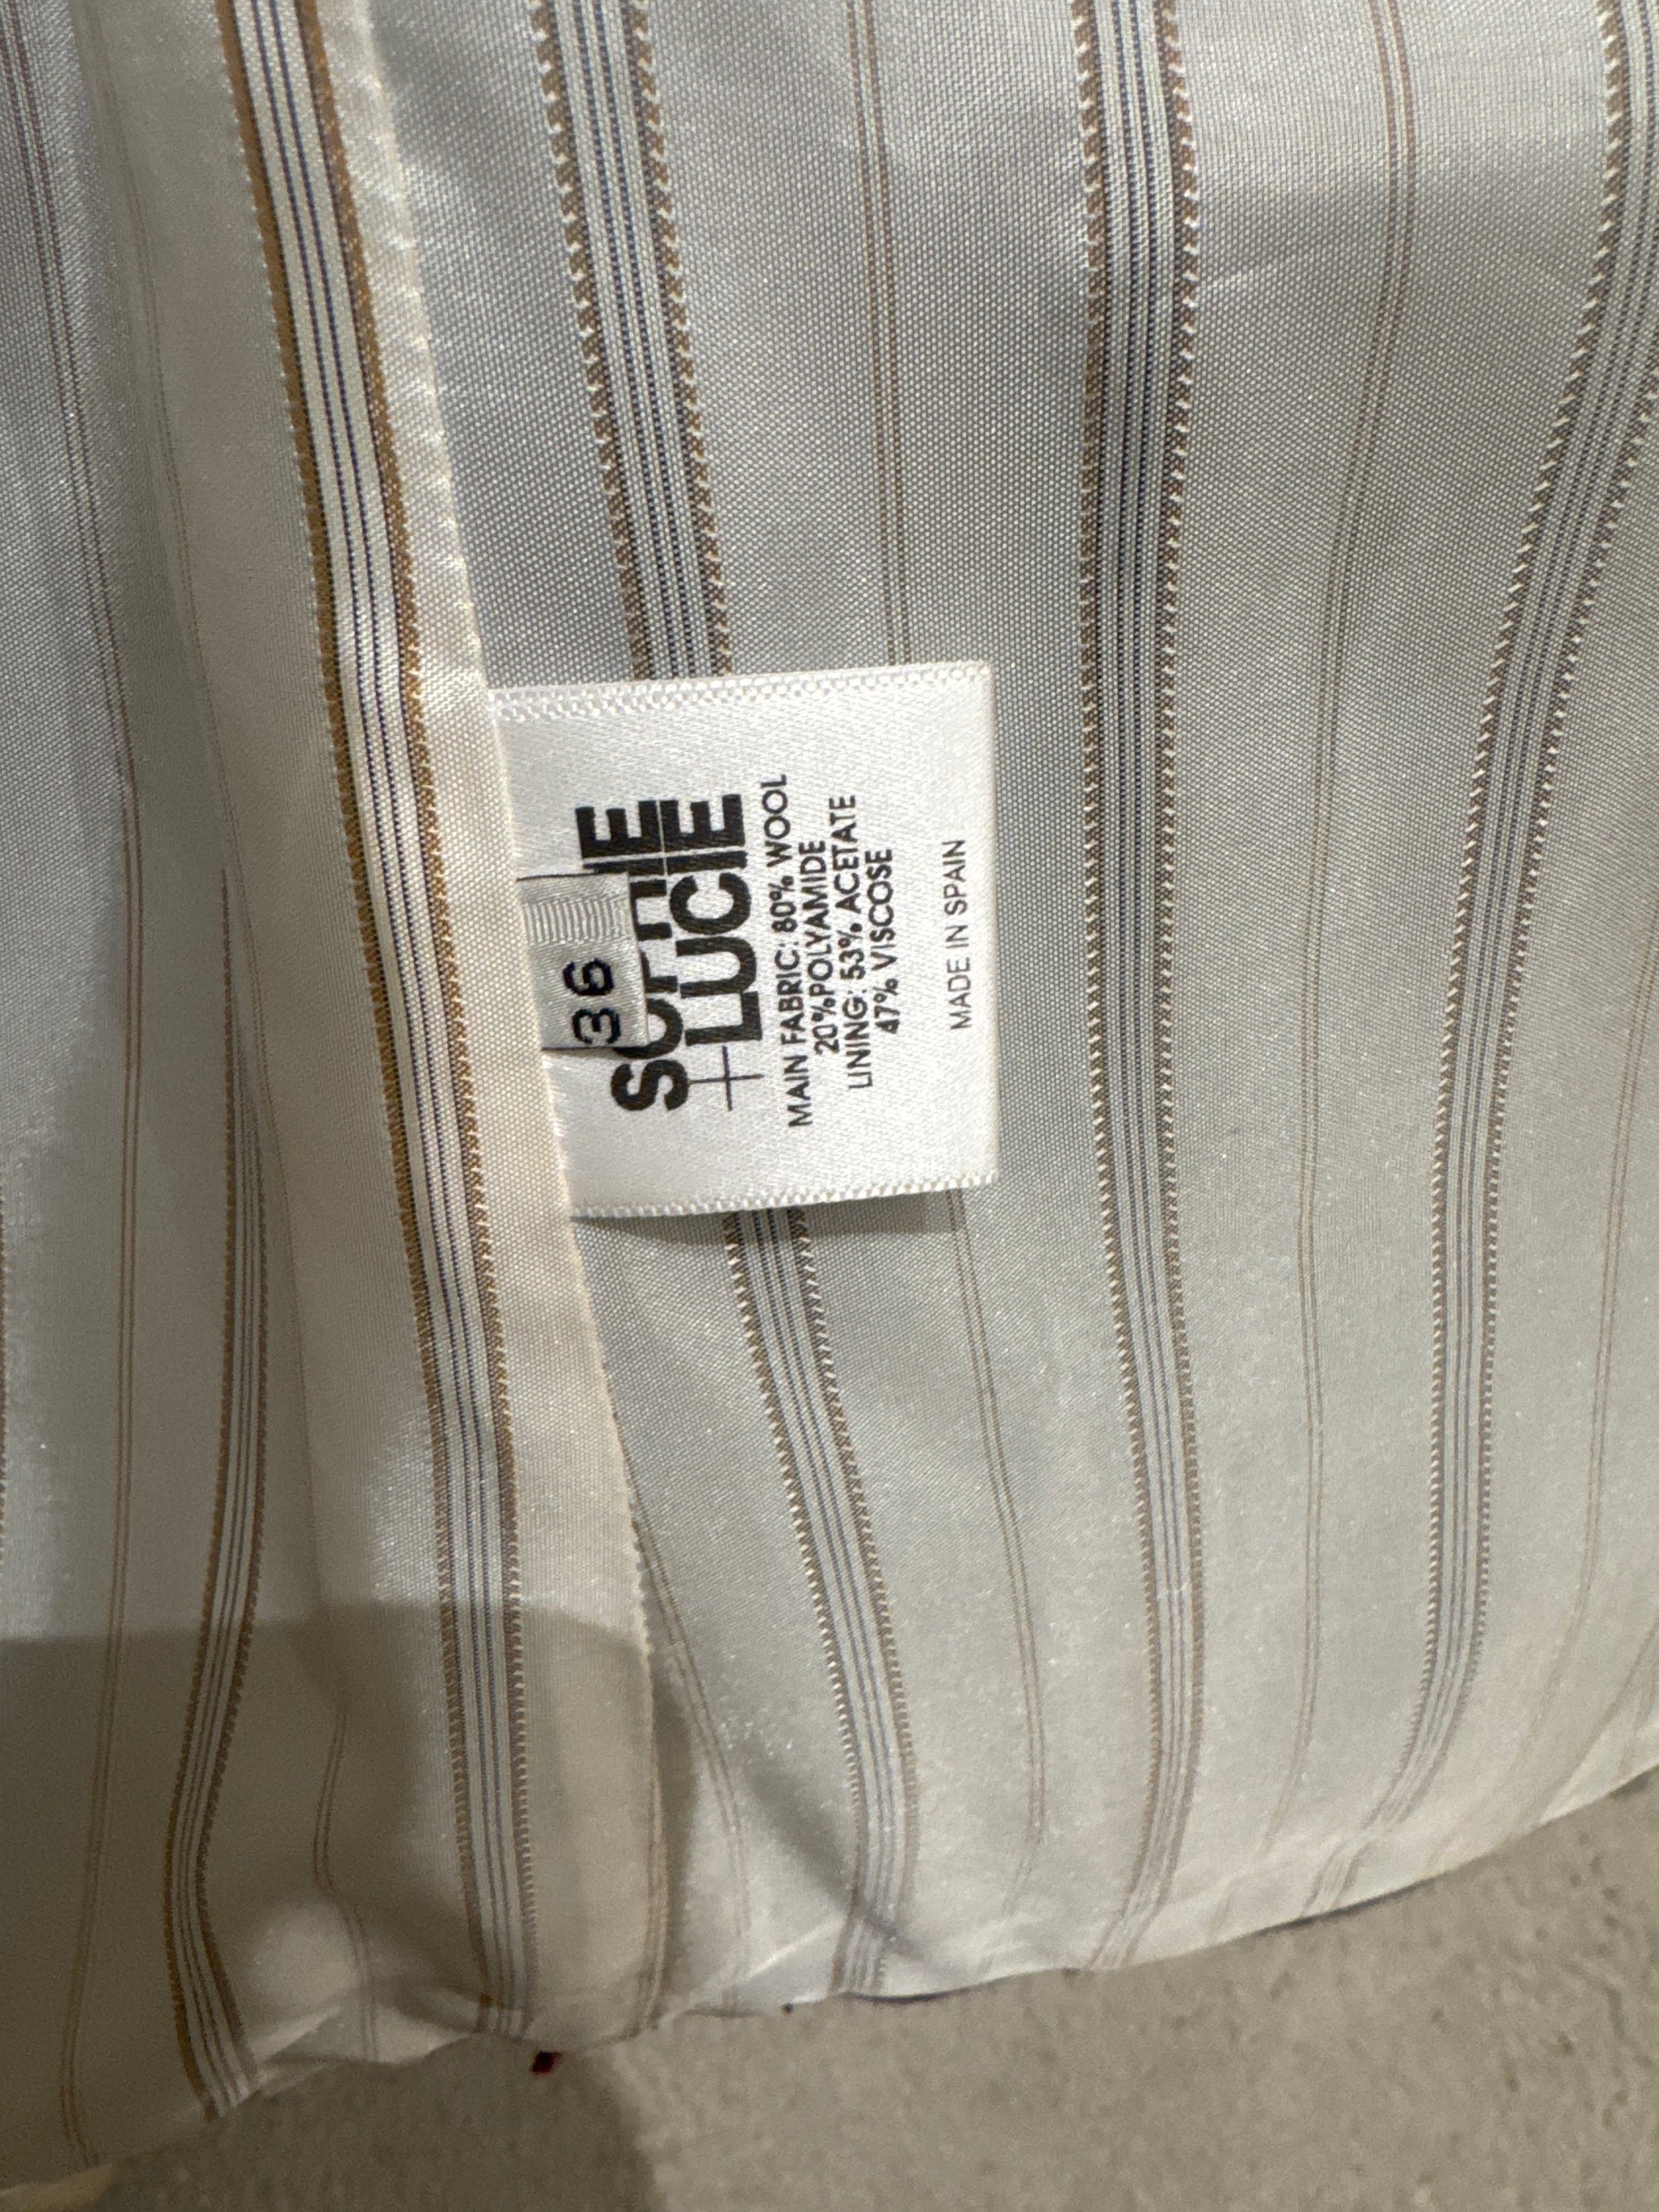 36
SOPHIE
+LUCIE
MAIN FABRIC: 80% WOOL
20%POLYAMIDE
LINING: 53% ACETATE
47% VISCOSE
MADE IN SPAIN